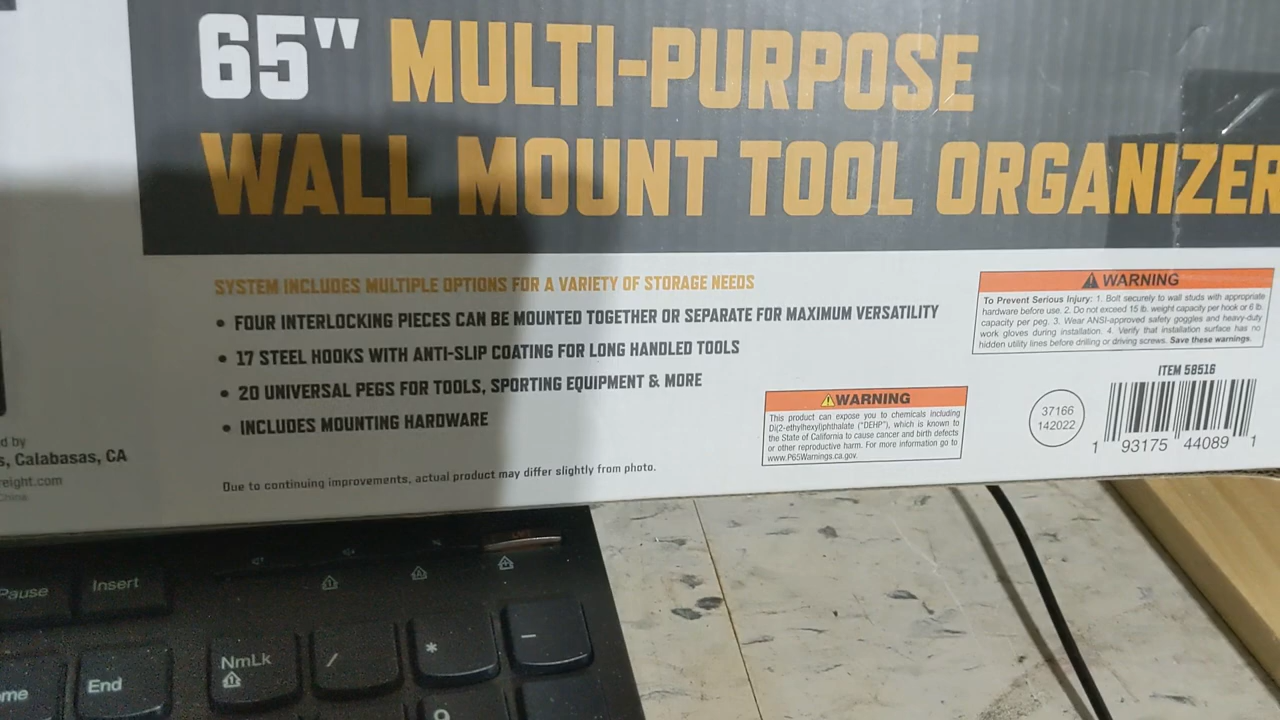 65" MULTI-PURPOSE
WALL MOUNT TOOL ORGANIZER
SYSTEM INCLUDES MULTIPLE OPTIONS FOR A VARIETY OF STORAGE NEEDS
• FOUR INTERLOCKING PIECES CAN BE MOUNTED TOGETHER OR SEPARATE FOR MAXIMUM VERSATILITY
• 17 STEEL HOOKS WITH ANTI-SLIP COATING FOR LONG HANDLED TOOLS
• 20 UNIVERSAL PEGS FOR TOOLS, SPORTING EQUIPMENT & MORE
• INCLUDES MOUNTING HARDWARE
Due to continuing improvements, actual product may differ slightly from photo.
WARNING
This product can expose you to chemicals including
Di(2-ethylhexyl)phthalate ("DEHP"), which is known to
the State of California to cause cancer and birth defects
or other reproductive harm. For more information go to
www.P65Warnings.ca.gov.
WARNING
To Prevent Serious Injury: 1. Bolt securely to wall studs with appropriate
hardware before use. 2. Do not exceed 15 lb. weight capacity per hook or 6 lb.
capacity per peg. 3. Wear ANSI-approved safety goggles and heavy-duty
work gloves during installation. 4. Verify that installation surface has no
hidden utility lines before drilling or driving screws. Save these warnings.
ITEM 58516
37166
142022
1 93175 44089 1
d by
s, Calabasas, CA
reight.com
China
Pause Insert
NmLk / * -
ome End
9